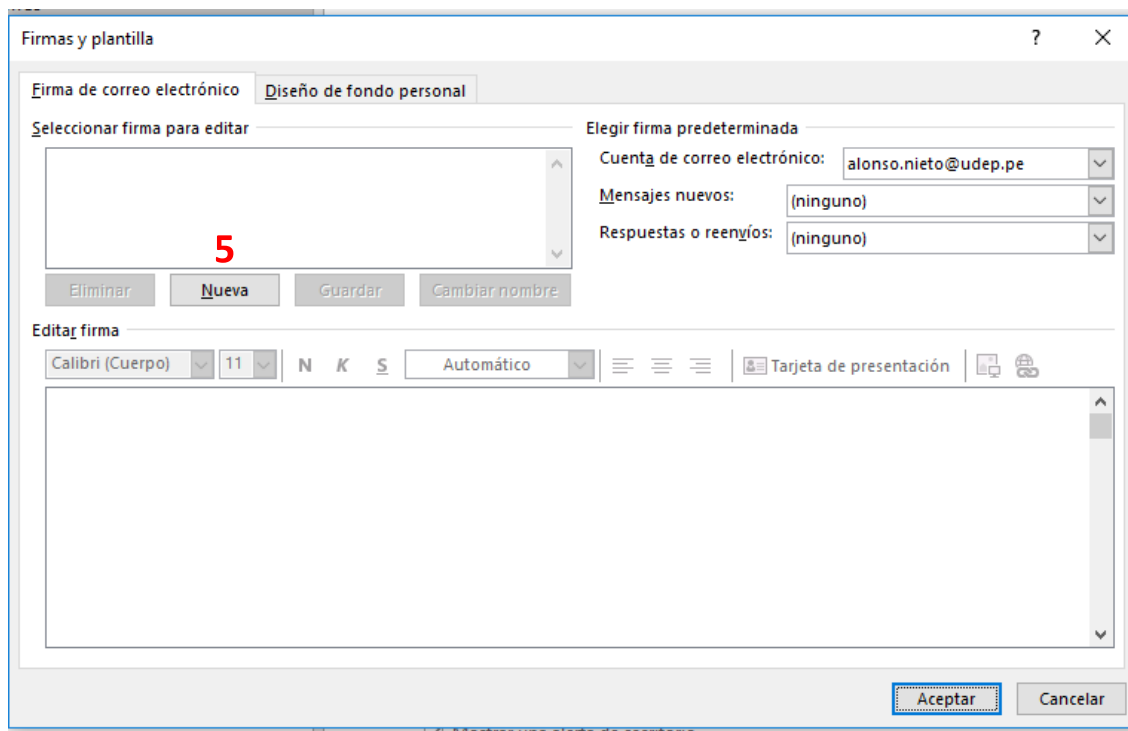 Firmas y plantilla
Firma de correo electrónico Diseño de fondo personal
Seleccionar firma para editar
5
Eliminar Nueva Guardar Cambiar nombre
Elegir firma predeterminada
Cuenta de correo electrónico: alonso.nieto@udep.pe
Mensajes nuevos: (ninguno)
Respuestas o reenvíos: (ninguno)
Editar firma
Calibri (Cuerpo) 11 N K S Automático Tarjeta de presentación
Aceptar Cancelar